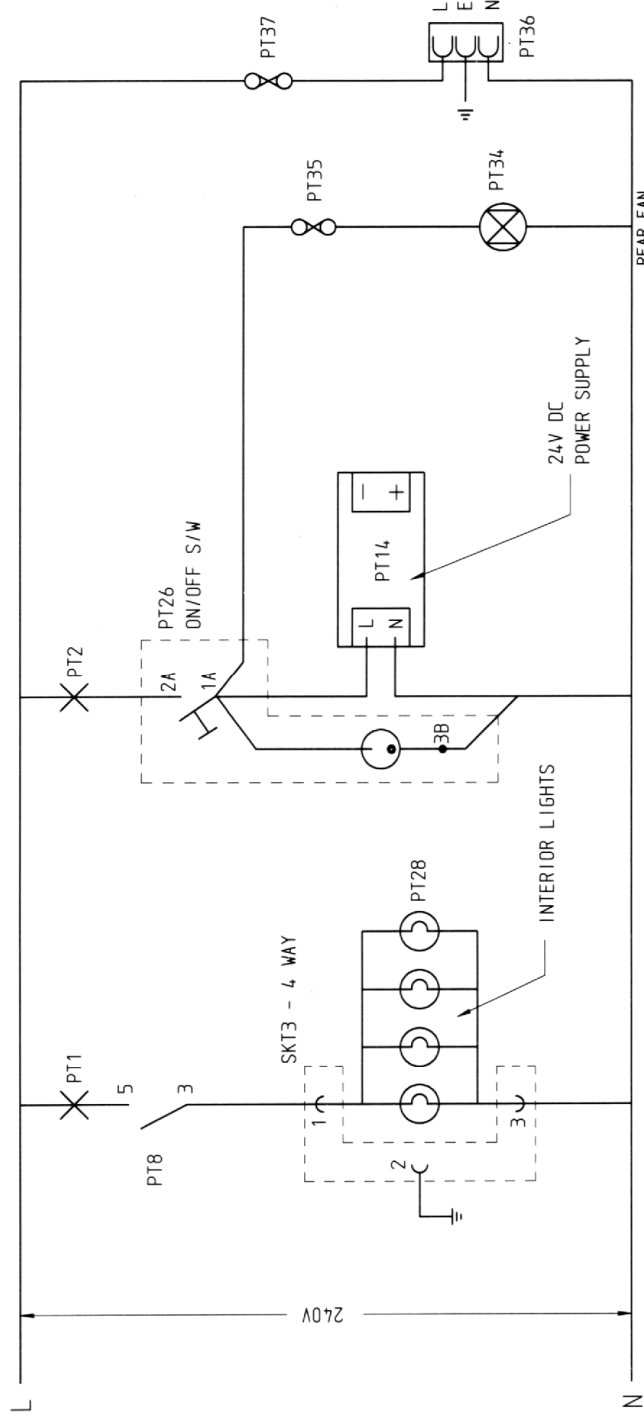 L
PT1
5
3
PT8
240V
SKT3 - 4 WAY
1
2
3
PT28
INTERIOR LIGHTS
N
PT2
PT26
ON/OFF S/W
2A
1A
3B
L
N
PT14
-
+
24V DC
POWER SUPPLY
PT35
PT34
REAR FAN
PT37
L
E
N
PT36